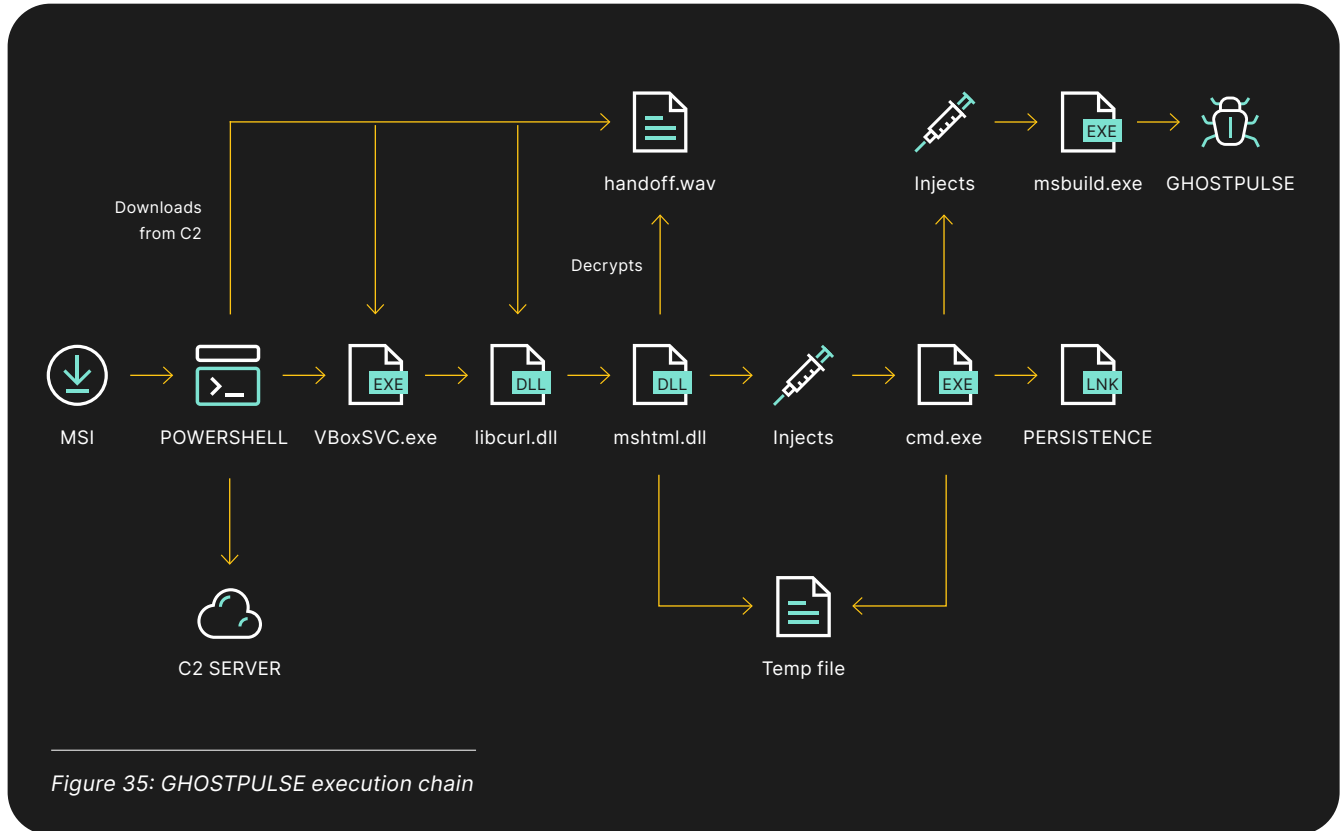 handoff.wav
EXE
Injects
msbuild.exe
GHOSTPULSE
Downloads
from C2
Decrypts
MSI
>_
POWERSHELL
EXE
VBoxSVC.exe
DLL
libcurl.dll
DLL
mshtml.dll
Injects
EXE
cmd.exe
LNK
PERSISTENCE
C2 SERVER
Temp file
Figure 35: GHOSTPULSE execution chain